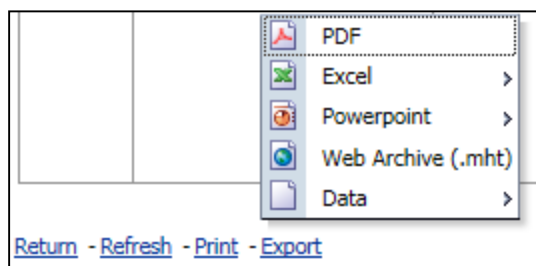 PDF
Excel
Powerpoint
Web Archive (.mht)
Data
Return - Refresh - Print - Export